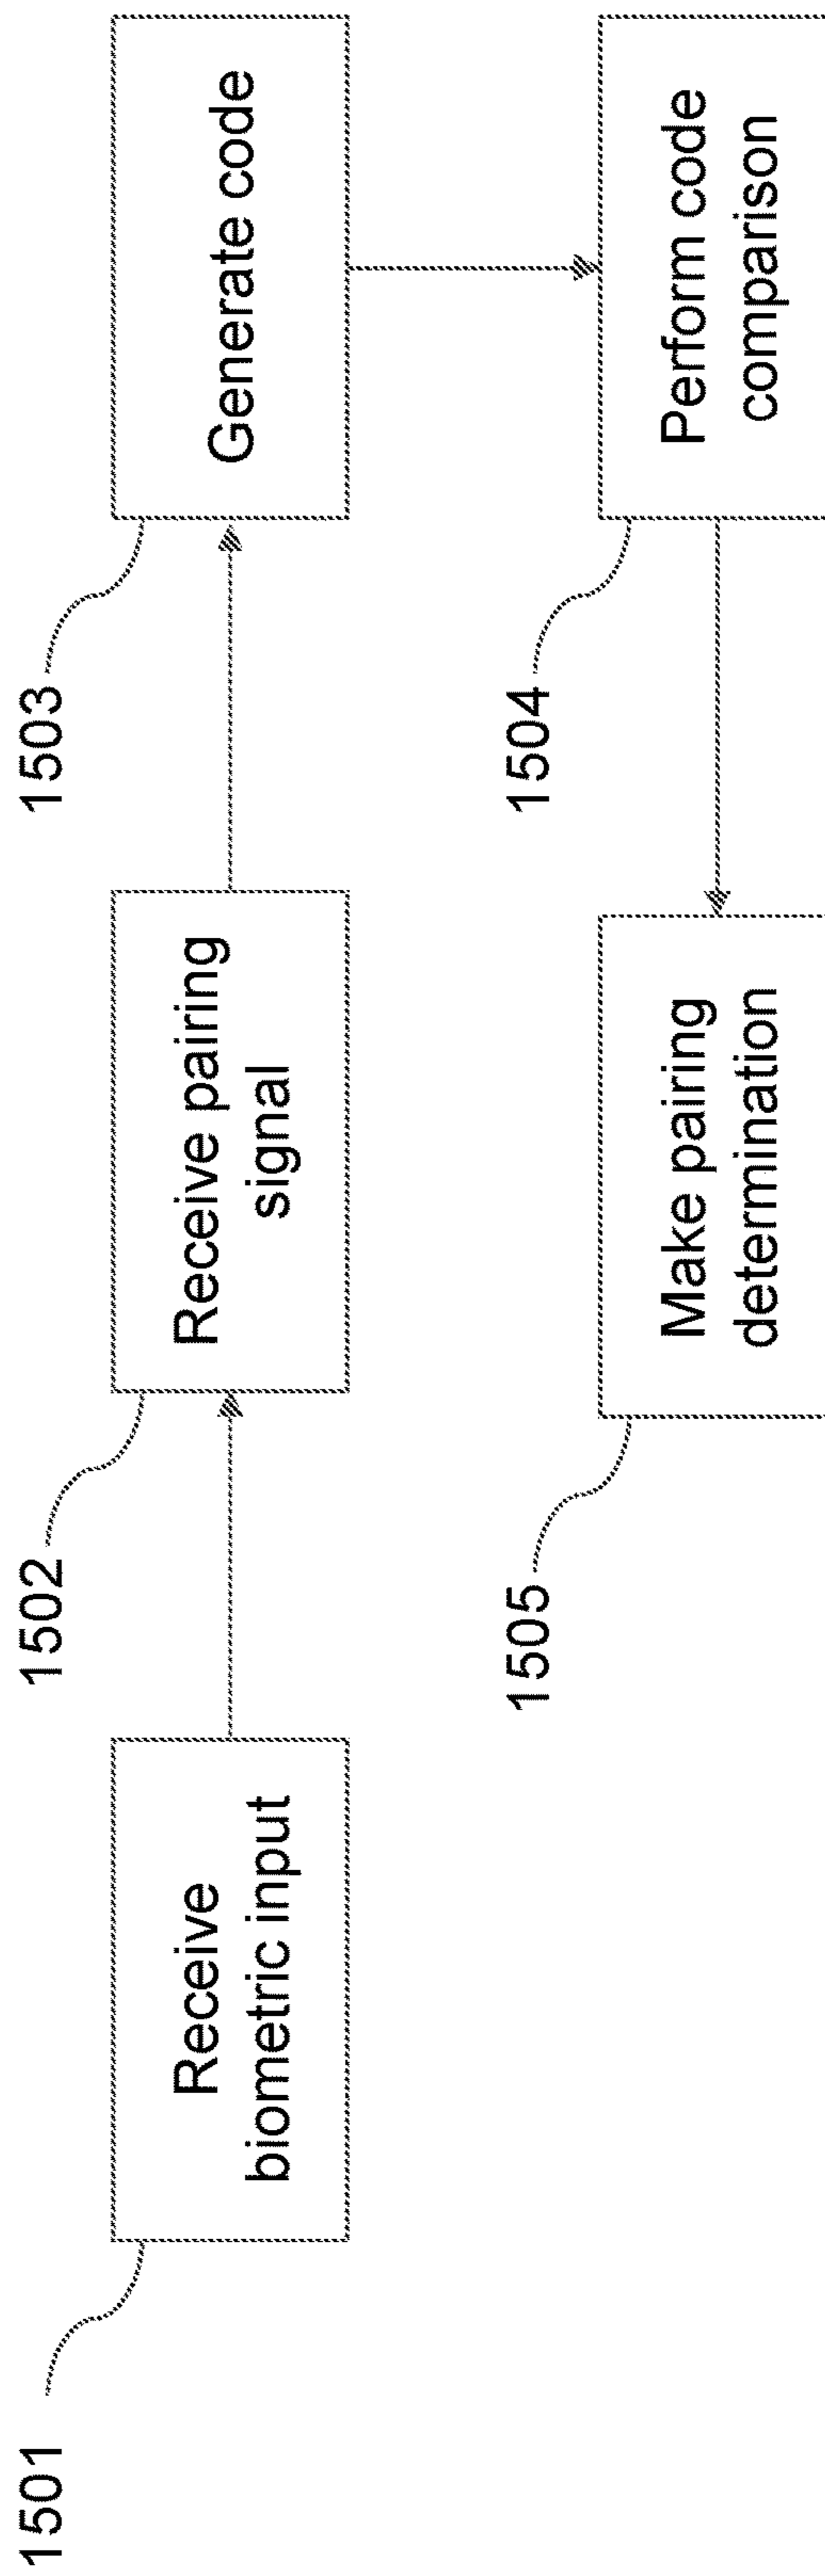 1501
Receive
biometric input
1502
Receive pairing
signal
1503
Generate code
1504
Perform code
comparison
1505
Make pairing
determination